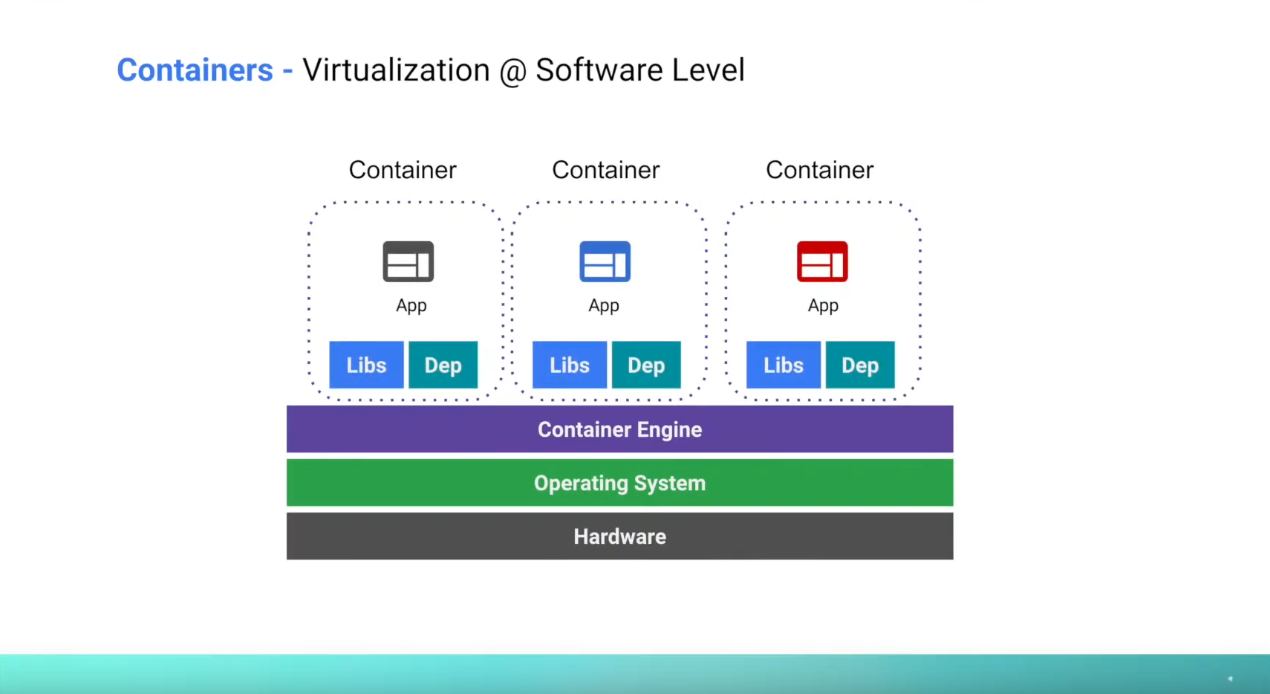 Containers - Virtualization @ Software Level
Container Container Container
App App App
Libs Dep Libs Dep Libs Dep
Container Engine
Operating System
Hardware